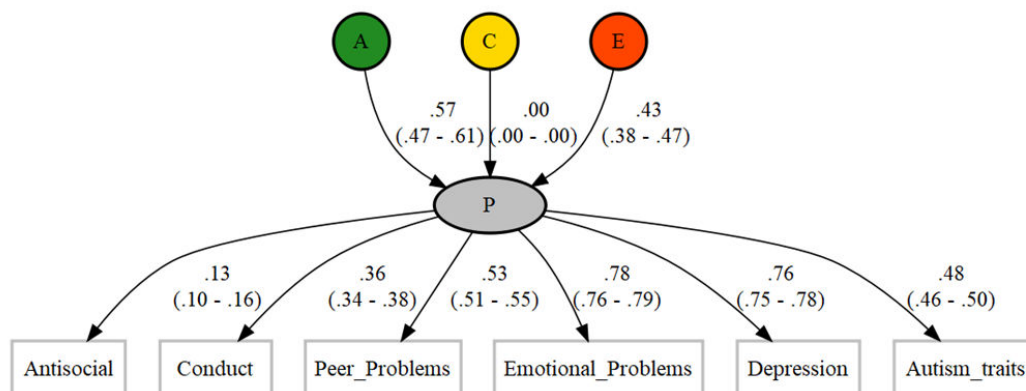 A C E
.57 .00 .43
(.47 - .61) (.00 - .00) (.38 - .47)
P
.13 .36 .53 .78 .76 .48
(.10 - .16) (.34 - .38) (.51 - .55) (.76 - .79) (.75 - .78) (.46 - .50)
Antisocial Conduct Peer_Problems Emotional_Problems Depression Autism_traits